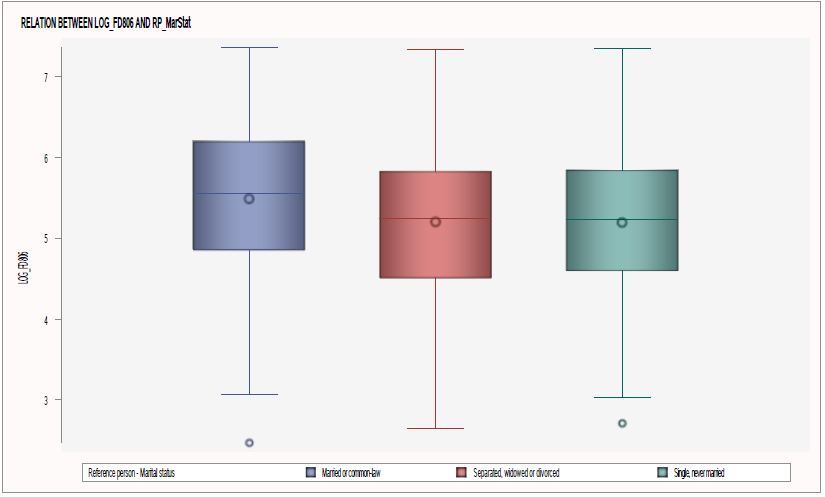 RELATION BETWEEN LOG_FD806 AND RP_MarStat
7
6
5
4
3
LOG_FD806
Reference person - Marital status
Married or common-law
Separated, widowed or divorced
Single, never married